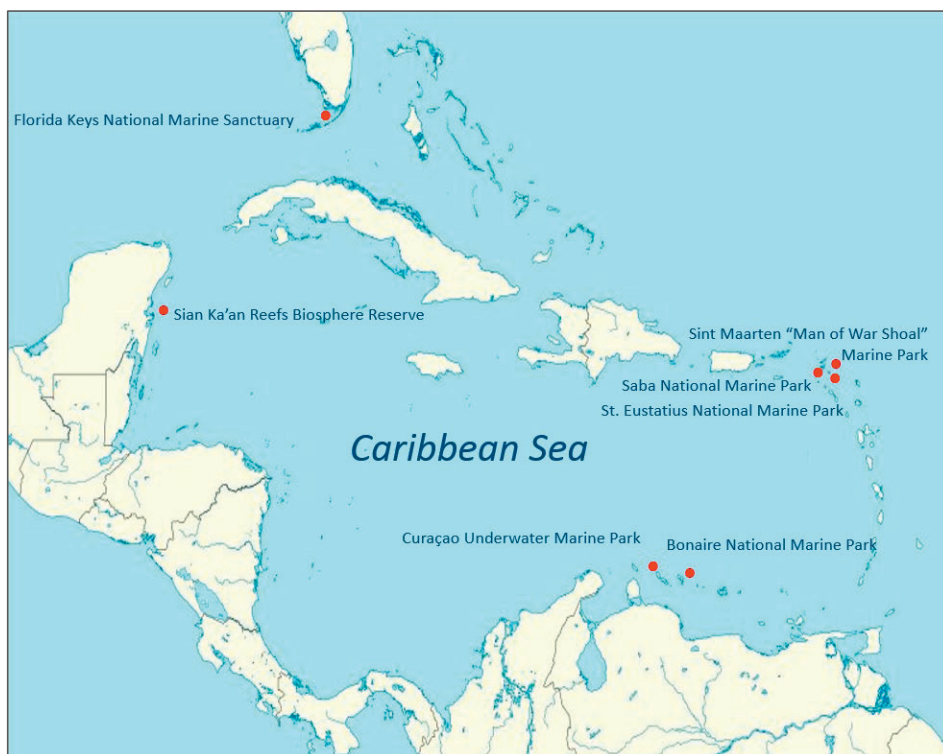 Florida Keys National Marine Sanctuary
Sian Ka’an Reefs Biosphere Reserve
Sint Maarten “Man of War Shoal”
Marine Park
Saba National Marine Park
St. Eustatius National Marine Park
Caribbean Sea
Curaçao Underwater Marine Park
Bonaire National Marine Park